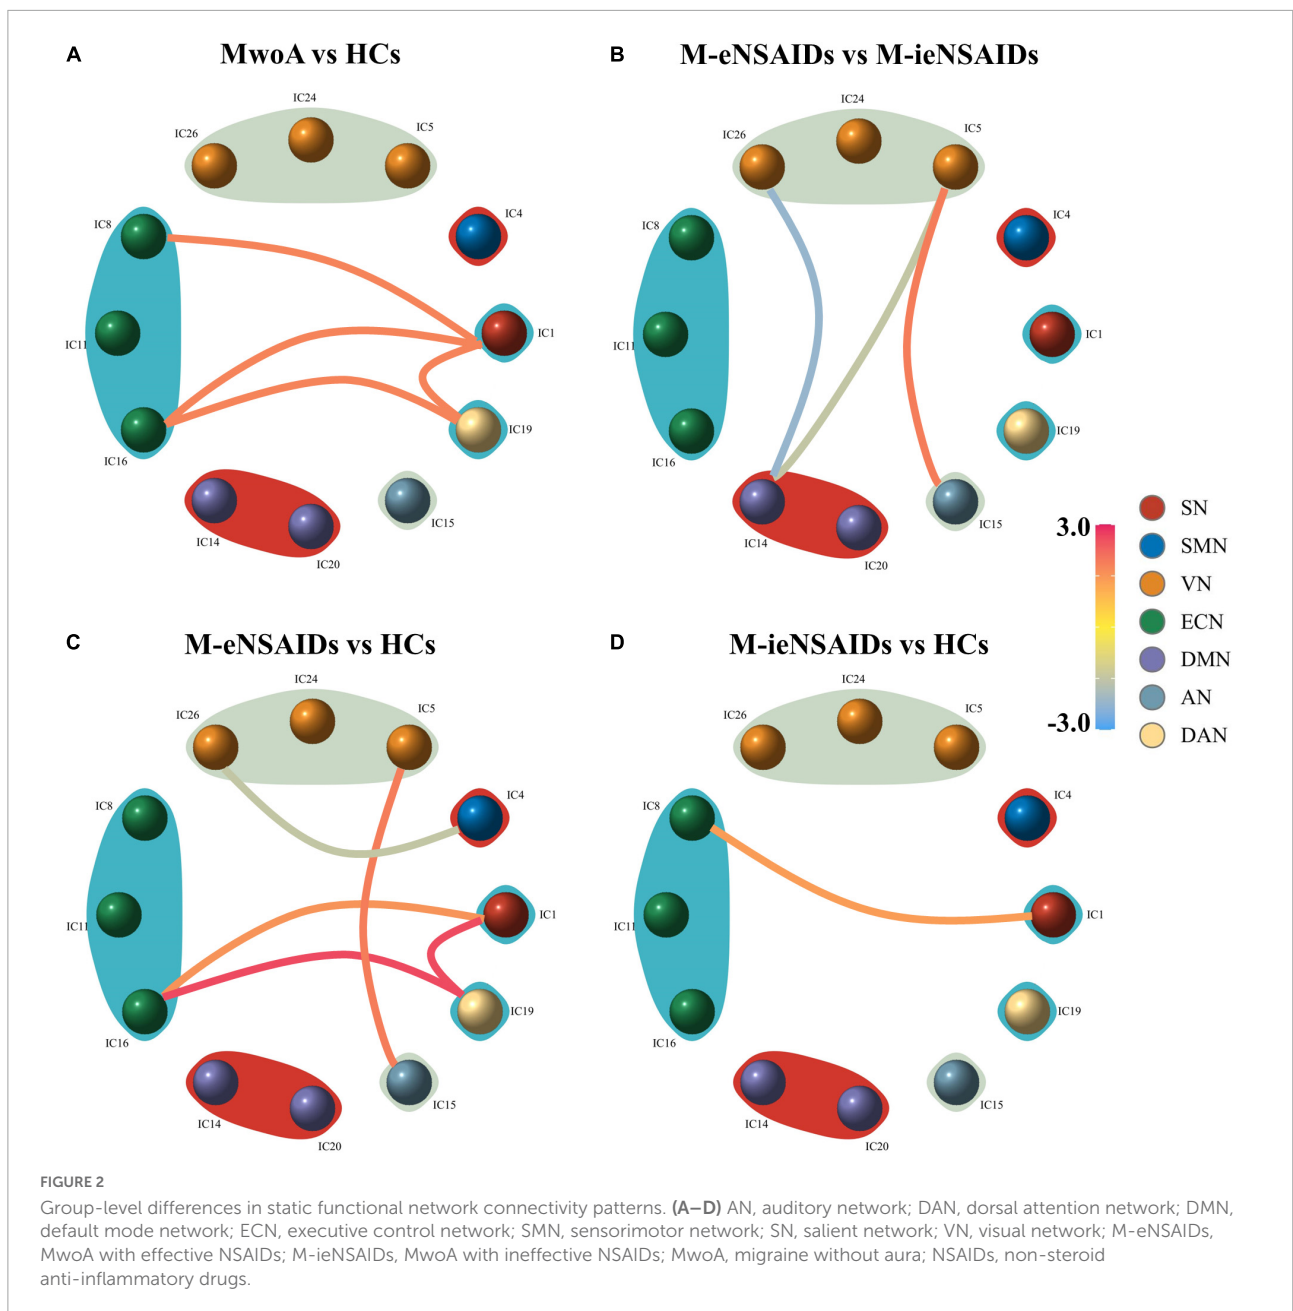 A
MwoA vs HCs
IC24
IC26
IC5
IC8
IC4
IC11
IC1
IC16
IC19
IC14
IC20
IC15
B
M-eNSAIDs vs M-ieNSAIDs
IC24
IC26
IC5
IC8
IC4
IC11
IC1
IC16
IC19
IC14
IC20
IC15
3.0
-3.0
SN
SMN
VN
ECN
DMN
AN
DAN
C
M-eNSAIDs vs HCs
IC24
IC26
IC5
IC8
IC4
IC11
IC1
IC16
IC19
IC14
IC20
IC15
D
M-ieNSAIDs vs HCs
IC24
IC26
IC5
IC8
IC4
IC11
IC1
IC16
IC19
IC14
IC20
IC15
FIGURE 2
Group-level differences in static functional network connectivity patterns. (A–D) AN, auditory network; DAN, dorsal attention network; DMN,
default mode network; ECN, executive control network; SMN, sensorimotor network; SN, salient network; VN, visual network; M-eNSAIDs,
MwoA with effective NSAIDs; M-ieNSAIDs, MwoA with ineffective NSAIDs; MwoA, migraine without aura; NSAIDs, non-steroid
anti-inflammatory drugs.